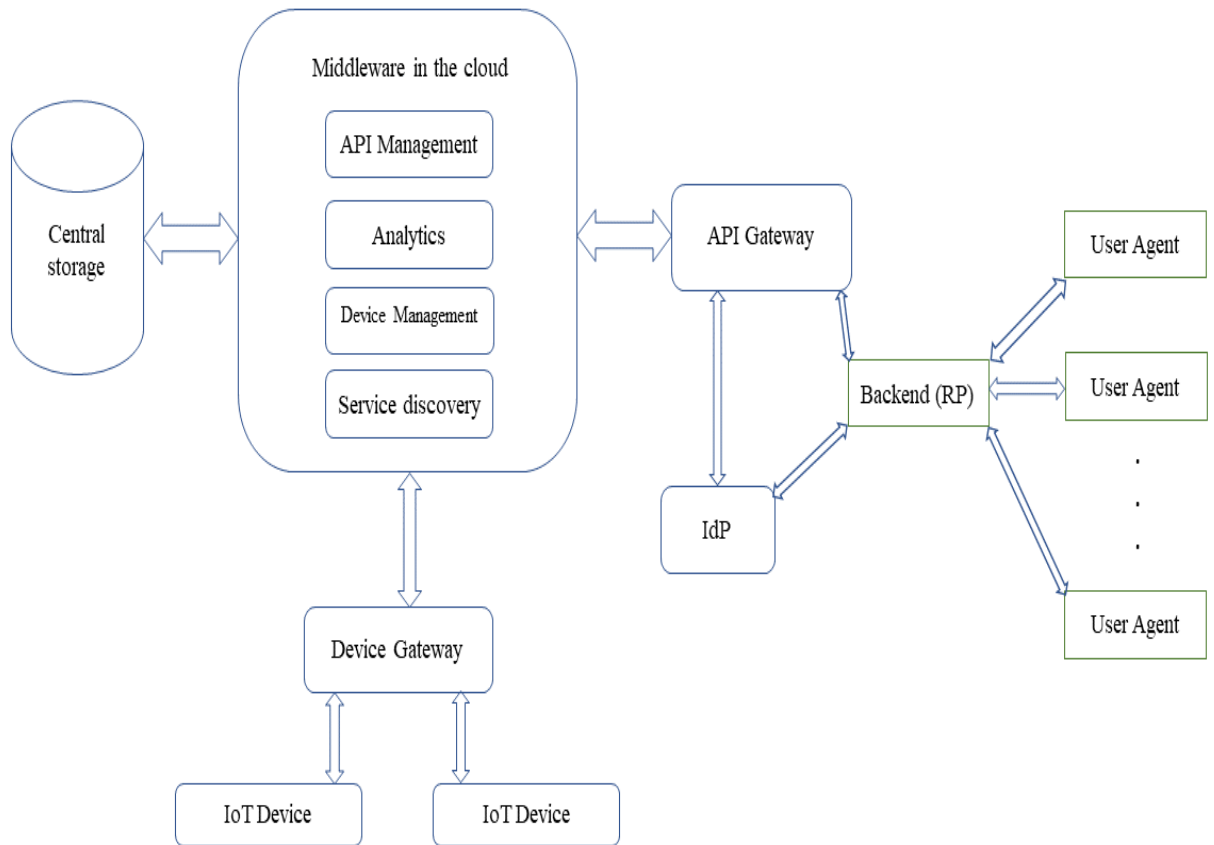 Middleware in the cloud
API Management
Analytics
Device Management
Service discovery
Central
storage
API Gateway
IdP
Backend (RP)
User Agent
User Agent
.
.
.
User Agent
Device Gateway
IoT Device
IoT Device